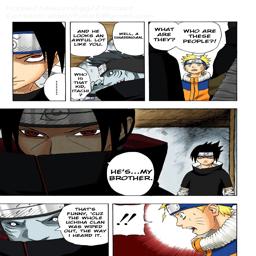 WHAT
ARE
THEY?
WHO ARE
THESE
PEOPLE?!
WELL, A
SHARINGAN.
AND HE
LOOKS AN
AWFUL LOT
LIKE YOU.
WHO
IS
THAT
KID,
ITACHI
?
HE'S...MY
BROTHER.
!!
THAT'S
FUNNY, 'CUZ
THE WHOLE
UCHIHA CLAN
WAS WIPED
OUT, THE WAY
I HEARD IT.